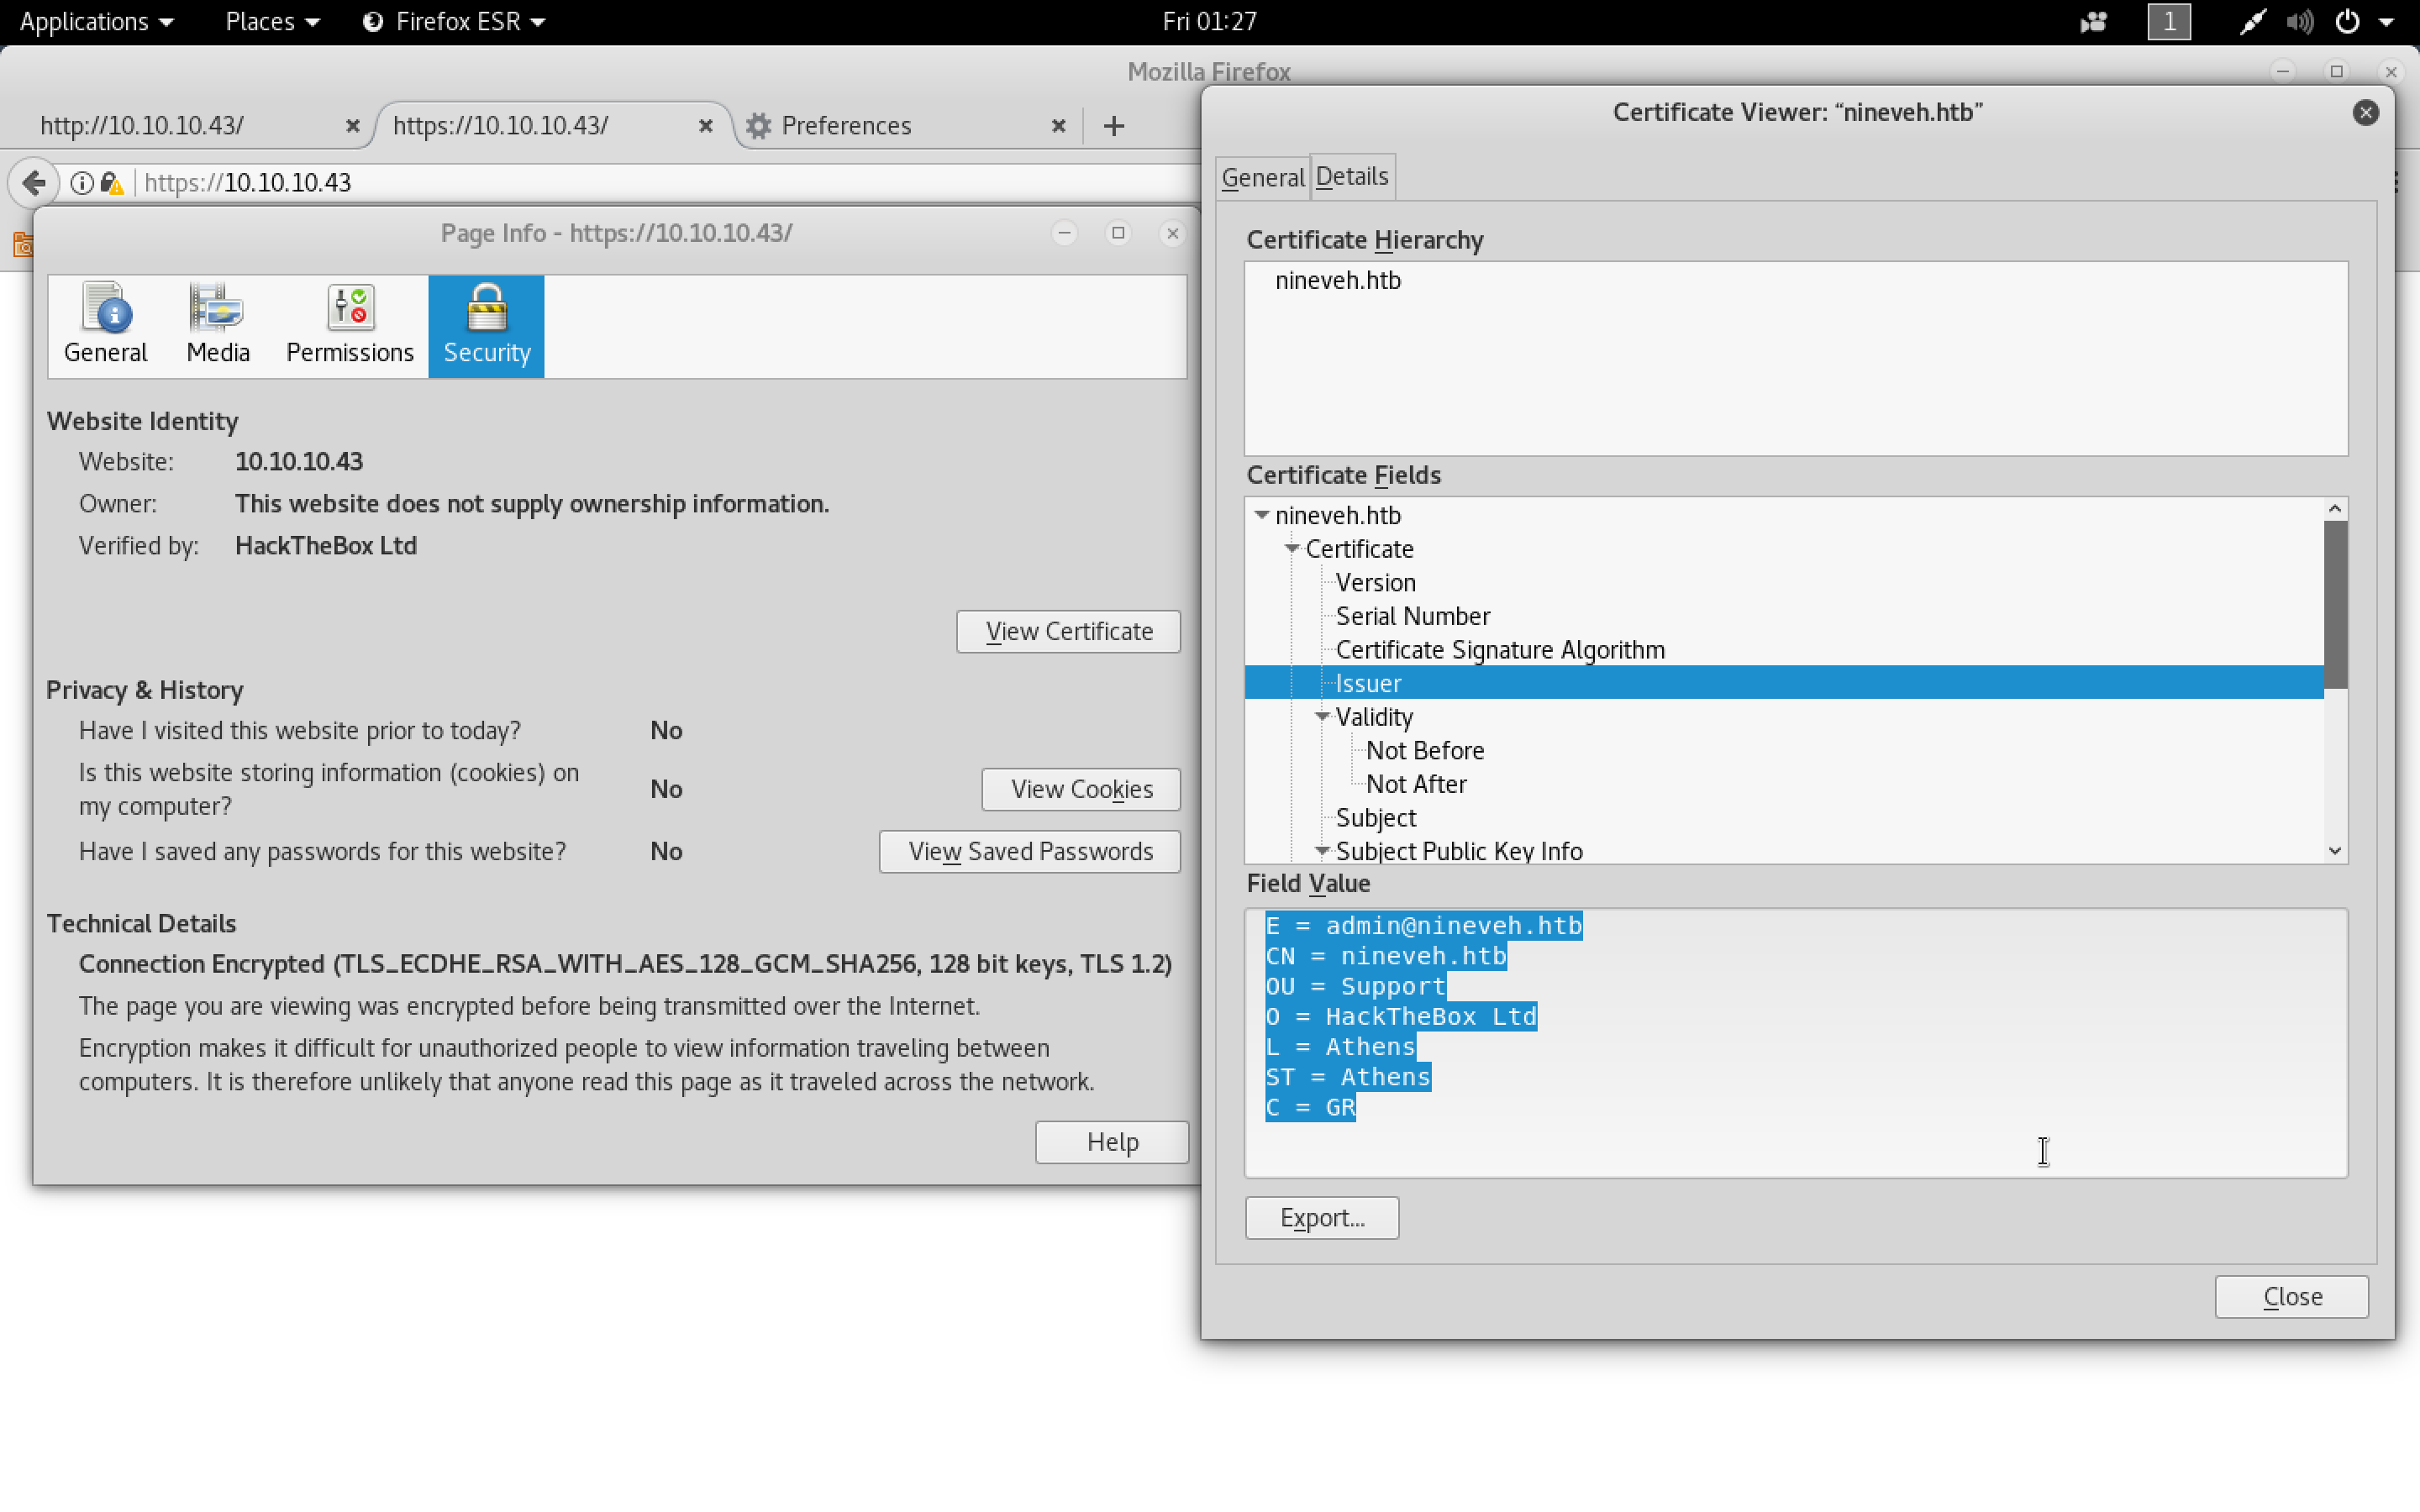 Applications Places Firefox ESR Fri 01:27 1
Mozilla Firefox
http://10.10.10.43/ https://10.10.10.43/ Preferences
https://10.10.10.43
Page Info - https://10.10.10.43/
General Media Permissions Security
Website Identity
Website: 10.10.10.43
Owner: This website does not supply ownership information.
Verified by: HackTheBox Ltd
View Certificate
Privacy & History
Have I visited this website prior to today? No
Is this website storing information (cookies) on
my computer? No View Cookies
Have I saved any passwords for this website? No View Saved Passwords
Technical Details
Connection Encrypted (TLS_ECDHE_RSA_WITH_AES_128_GCM_SHA256, 128 bit keys, TLS 1.2)
The page you are viewing was encrypted before being transmitted over the Internet.
Encryption makes it difficult for unauthorized people to view information traveling between
computers. It is therefore unlikely that anyone read this page as it traveled across the network.
Help
Certificate Viewer: “nineveh.htb”
General Details
Certificate Hierarchy
nineveh.htb
Certificate Fields
nineveh.htb
Certificate
Version
Serial Number
Certificate Signature Algorithm
Issuer
Validity
Not Before
Not After
Subject
Subject Public Key Info
Field Value
E = admin@nineveh.htb
CN = nineveh.htb
OU = Support
O = HackTheBox Ltd
L = Athens
ST = Athens
C = GR
Export...
Close